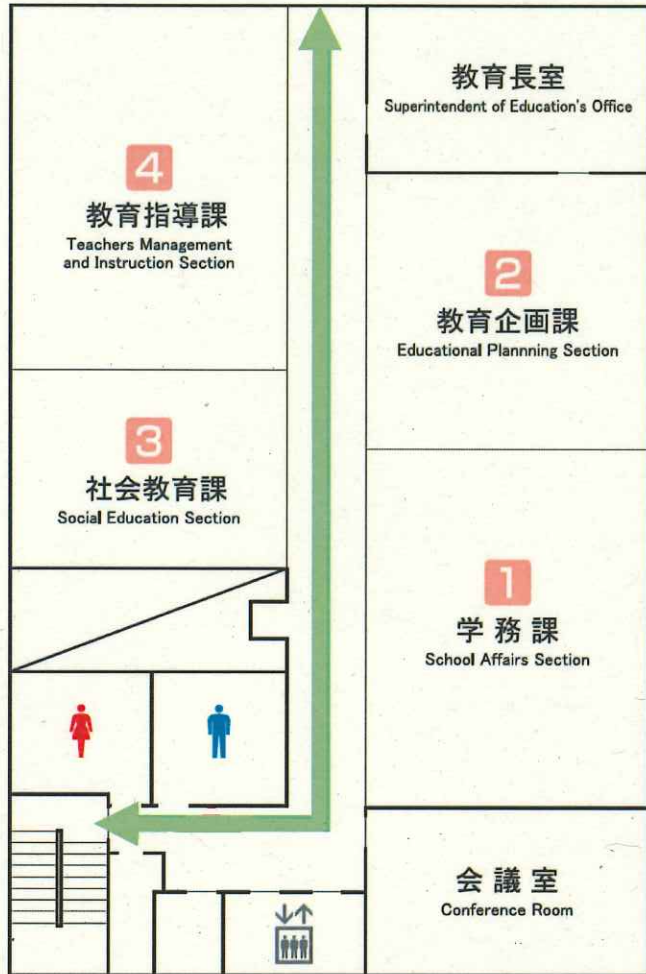 教育長室
Superintendent of Education's Office
4
教育指導課
Teachers Management
and Instruction Section
2
教育企画課
Educational Plannning Section
3
社会教育課
Social Education Section
1
学務課
School Affairs Section
会議室
Conference Room